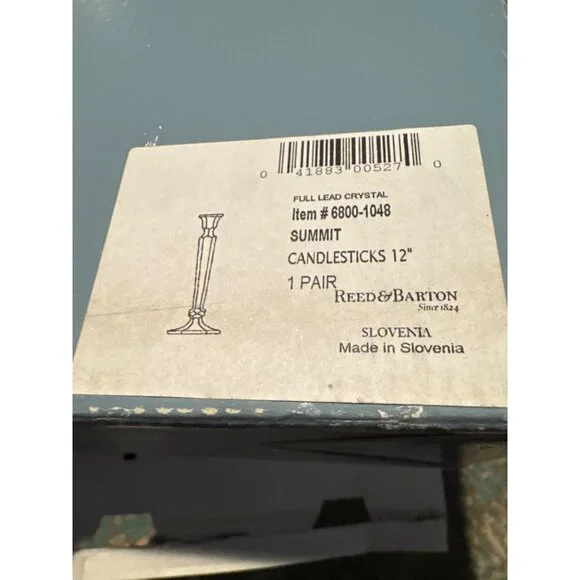 0 41883 00527 0
FULL LEAD CRYSTAL
Item # 6800-1048
SUMMIT
CANDLESTICKS 12"
1 PAIR
REED & BARTON
Since 1824
SLOVENIA
Made in Slovenia